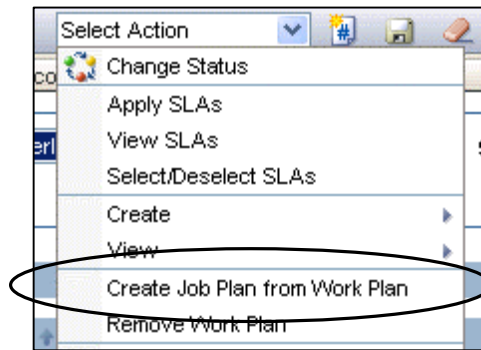 Select Action
Change Status
Apply SLAs
View SLAs
Select/Deselect SLAs
Create
View
Create Job Plan from Work Plan
Remove Work Plan